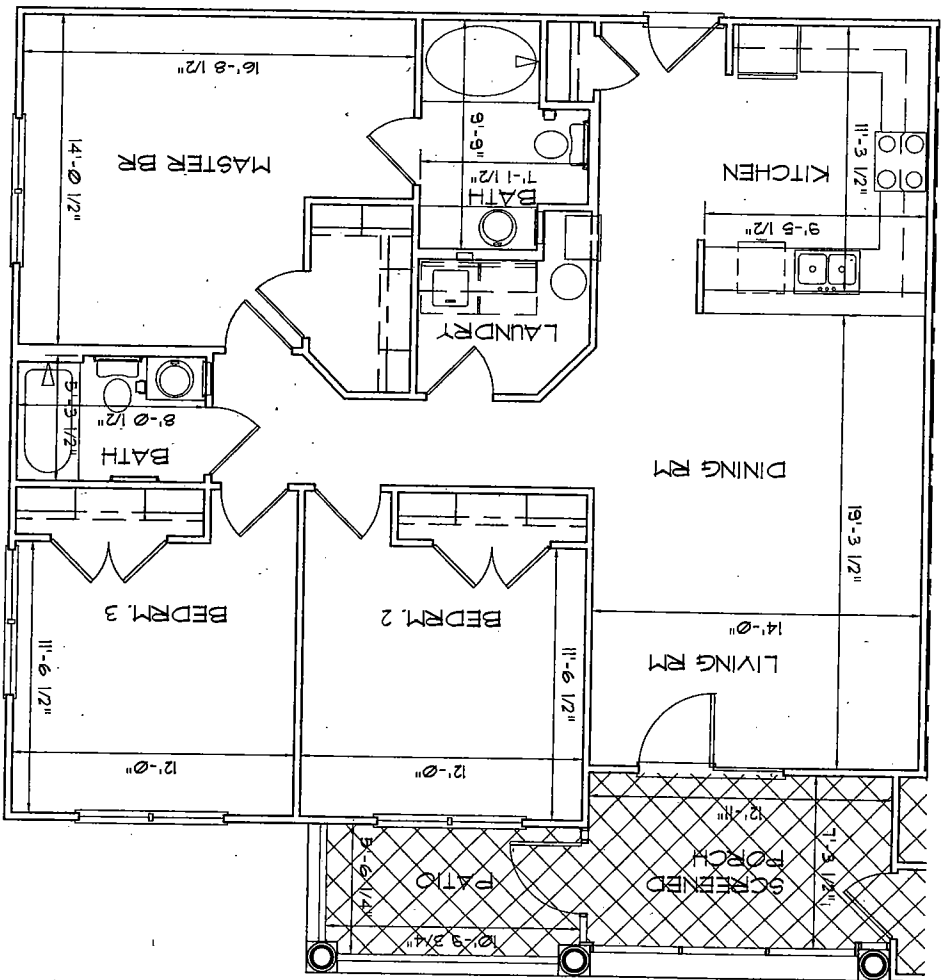 10'-9 3/4"
5'-6 1/4"
SCREENED
PORCH
7'-3 1/2"
PATIO
12'-11"
12'-0"
12'-0"
LIVING RM
14'-0"
11'-6 1/2"
11'-6 1/2"
BEDRM. 2
BEDRM. 3
19'-3 1/2"
DINING RM
BATH
8'-0 1/2"
5'-3 1/2"
LAUNDRY
9'-5 1/2"
KITCHEN
11'-3 1/2"
BATH
7'-1 1/2"
9'-9"
MASTER BR
14'-0 1/2"
16'-8 1/2"